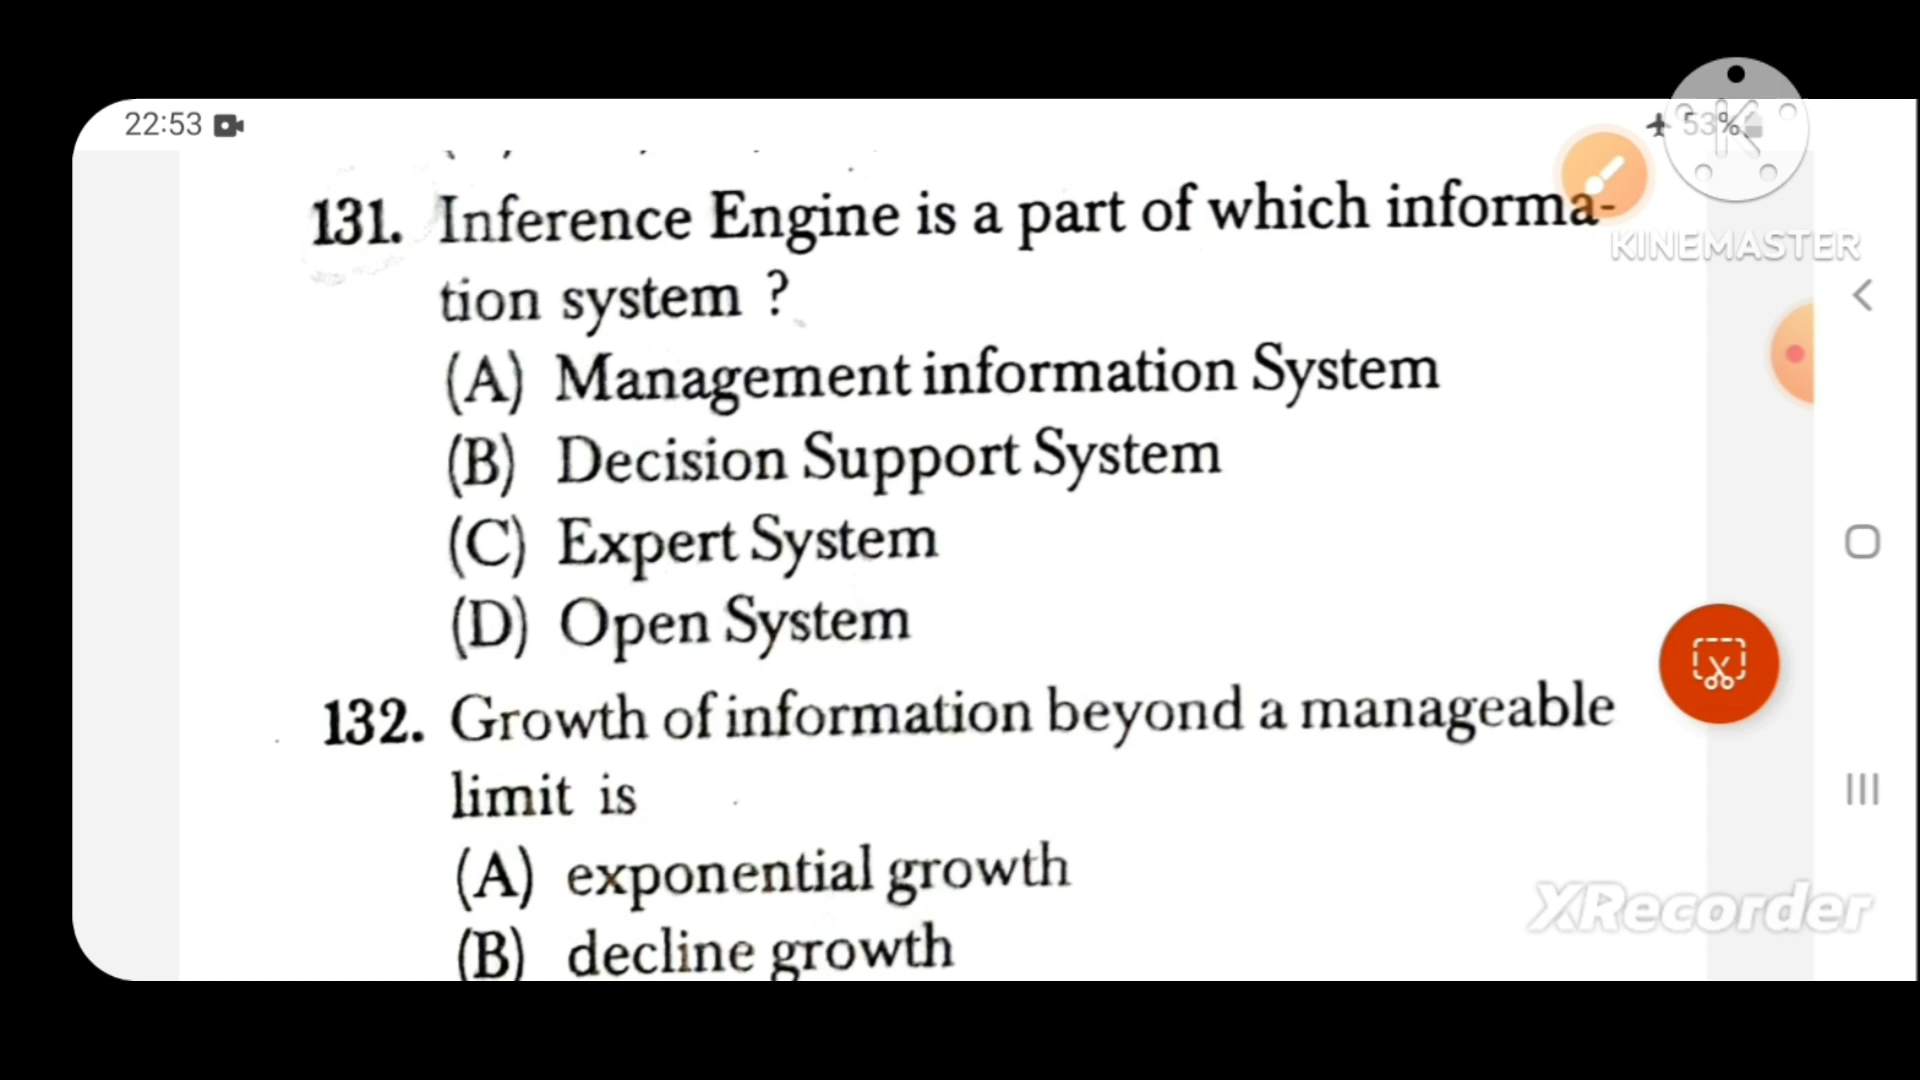 22:53
53%
KINEMASTER
131. Inference Engine is a part of which informa-
tion system ?
(A) Management information System
(B) Decision Support System
(C) Expert System
(D) Open System
132. Growth of information beyond a manageable
limit is
(A) exponential growth
(B) decline growth
XRecorder